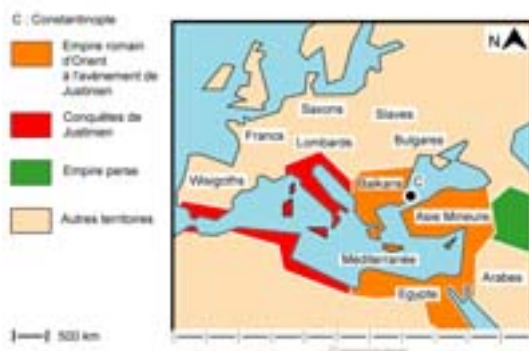 C : Constantinople
Empire romain
d'Orient
à l'avènement de
Justinien
Conquêtes de
Justinien
Empire perse
Autres territoires
500 km
N
Saxons
Slaves
Francs
Lombards
Bulgares
Wisigoths
Balkans
C
Asie Mineure
Méditerranée
Egypte
Arabes